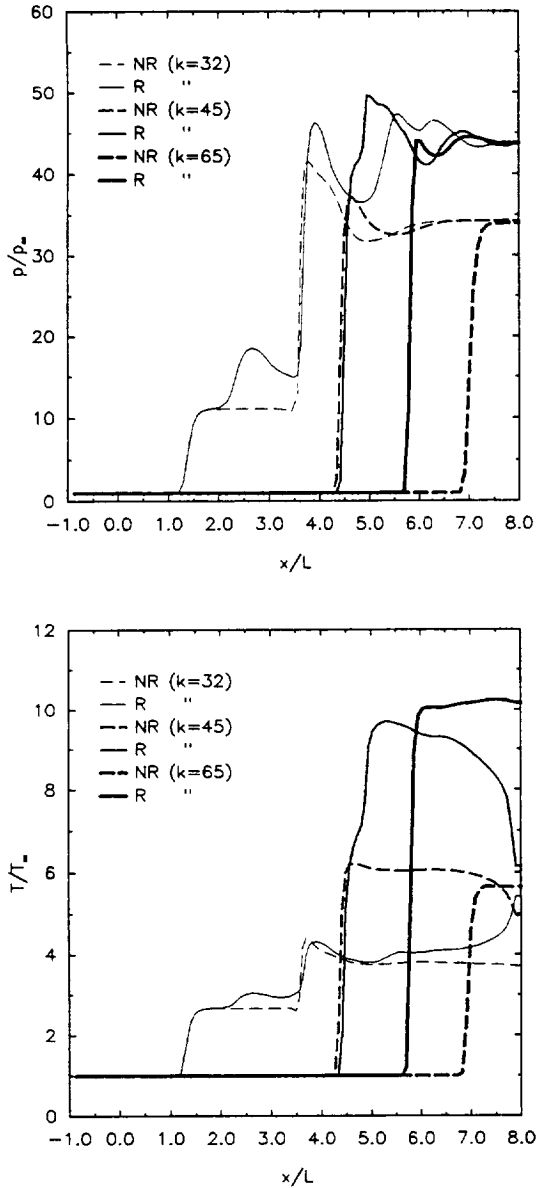 60
50
40
30
20
10
0
p/p∞
NR (k=32)
R "
NR (k=45)
R "
NR (k=65)
R "
-1.0 0.0 1.0 2.0 3.0 4.0 5.0 6.0 7.0 8.0
x/L
12
10
8
6
4
2
0
T/T∞
NR (k=32)
R "
NR (k=45)
R "
NR (k=65)
R "
-1.0 0.0 1.0 2.0 3.0 4.0 5.0 6.0 7.0 8.0
x/L